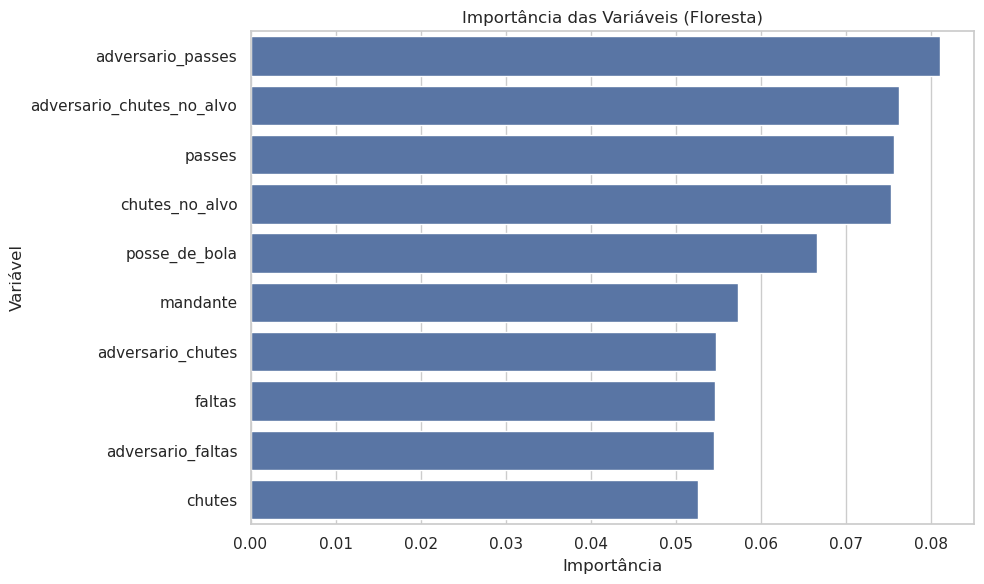 Importância das Variáveis (Floresta)
Variável
adversario_passes
adversario_chutes_no_alvo
passes
chutes_no_alvo
posse_de_bola
mandante
adversario_chutes
faltas
adversario_faltas
chutes
0.00 0.01 0.02 0.03 0.04 0.05 0.06 0.07 0.08
Importância